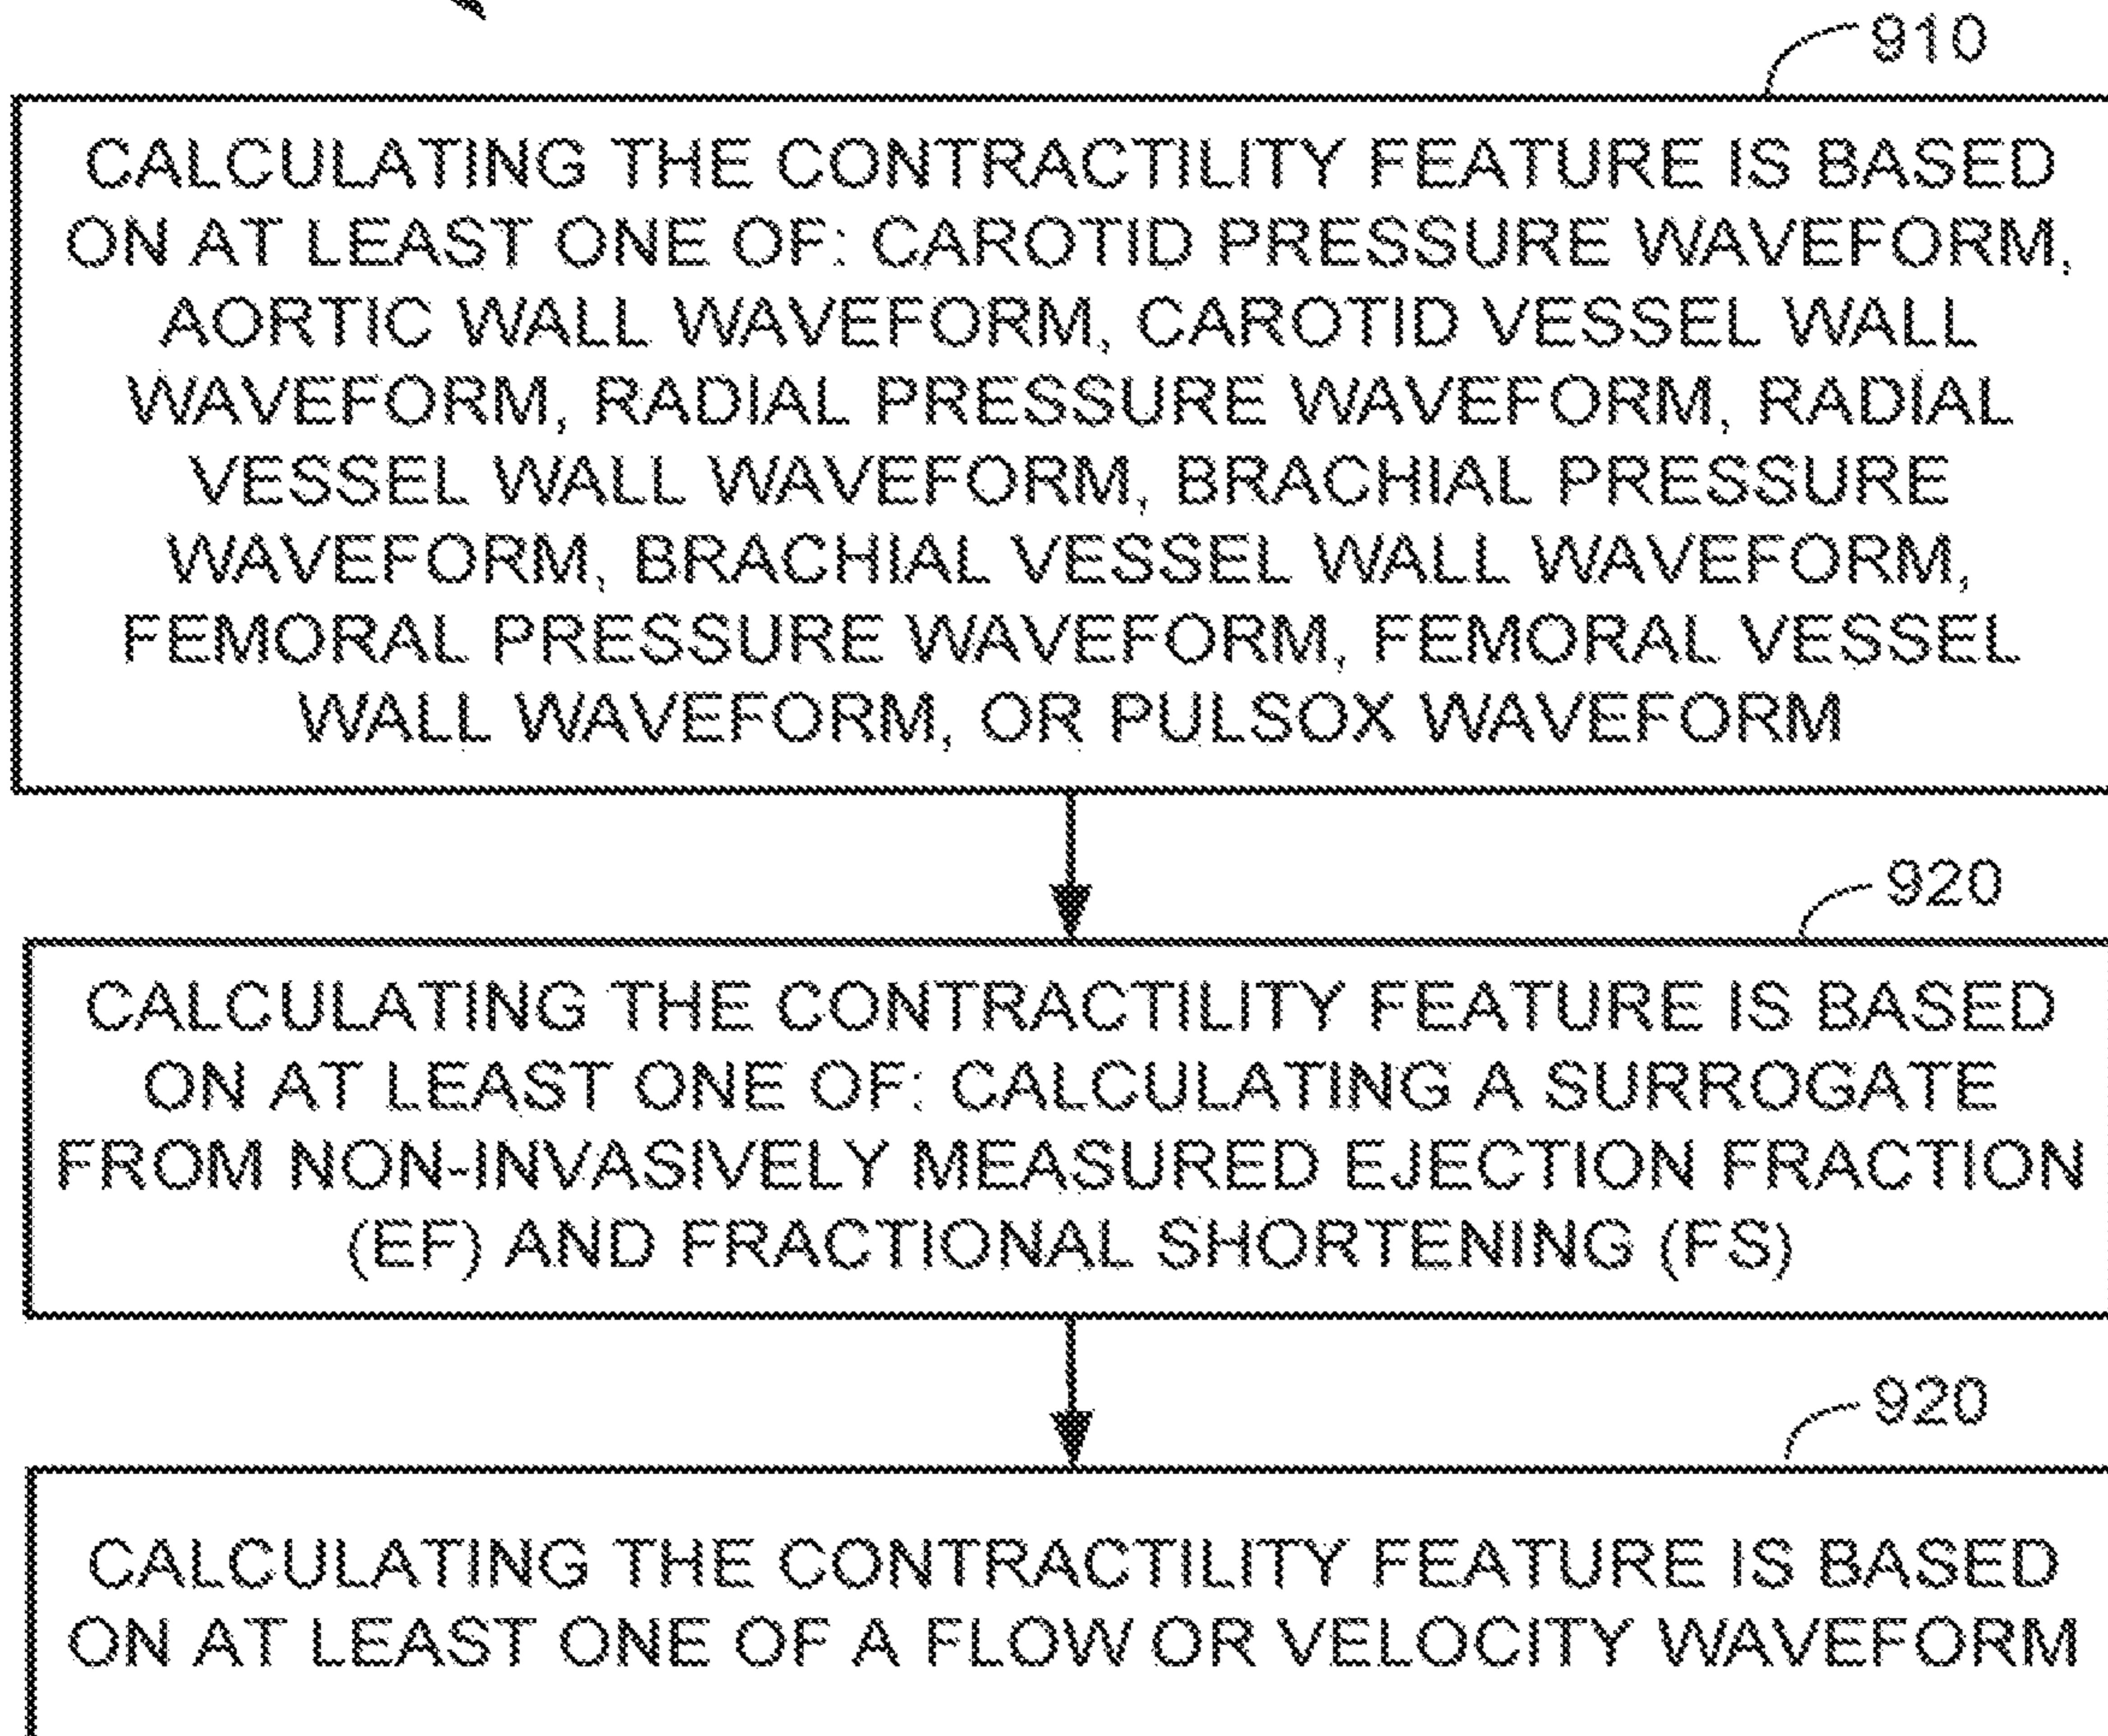 910
CALCULATING THE CONTRACTILITY FEATURE IS BASED
ON AT LEAST ONE OF: CAROTID PRESSURE WAVEFORM,
AORTIC WALL WAVEFORM, CAROTID VESSEL WALL
WAVEFORM, RADIAL PRESSURE WAVEFORM, RADIAL
VESSEL WALL WAVEFORM, BRACHIAL PRESSURE
WAVEFORM, BRACHIAL VESSEL WALL WAVEFORM,
FEMORAL PRESSURE WAVEFORM, FEMORAL VESSEL
WALL WAVEFORM, OR PULSOX WAVEFORM
920
CALCULATING THE CONTRACTILITY FEATURE IS BASED
ON AT LEAST ONE OF: CALCULATING A SURROGATE
FROM NON-INVASIVELY MEASURED EJECTION FRACTION
(EF) AND FRACTIONAL SHORTENING (FS)
920
CALCULATING THE CONTRACTILITY FEATURE IS BASED
ON AT LEAST ONE OF A FLOW OR VELOCITY WAVEFORM